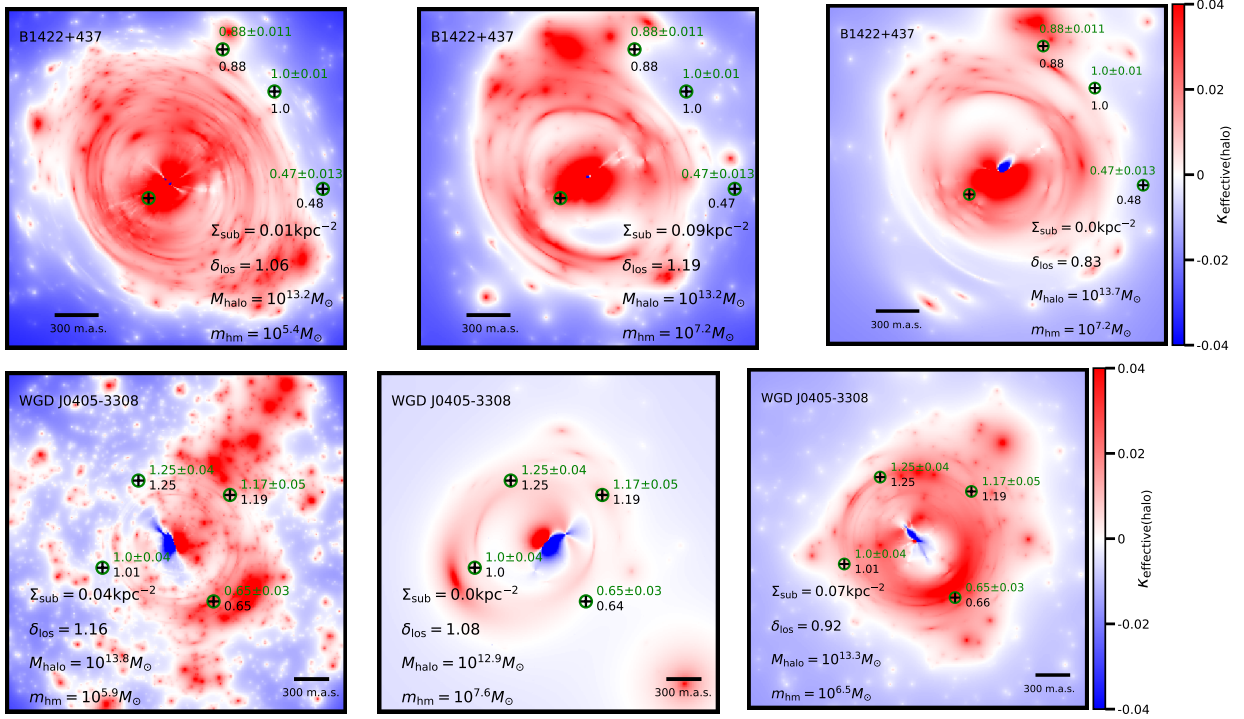 B1422+437
0.88±0.011
0.88
1.0±0.01
1.0
0.47±0.013
0.48
Σsub = 0.01kpc⁻²
δlos = 1.06
Mhalo = 10^13.2 M⊙
mhm = 10^5.4 M⊙
300 m.a.s.
B1422+437
0.88±0.011
0.88
1.0±0.01
1.0
0.47±0.013
0.47
Σsub = 0.09kpc⁻²
δlos = 1.19
Mhalo = 10^13.2 M⊙
mhm = 10^7.2 M⊙
300 m.a.s.
B1422+437
0.88±0.011
0.88
1.0±0.01
1.0
0.47±0.013
0.48
Σsub = 0.0kpc⁻²
δlos = 0.83
Mhalo = 10^13.7 M⊙
mhm = 10^7.2 M⊙
300 m.a.s.
0.04
0.02
0
-0.02
-0.04
κeffective(halo)
WGD J0405-3308
1.25±0.04
1.25
1.17±0.05
1.19
1.0±0.04
1.01
0.65±0.03
0.65
Σsub = 0.04kpc⁻²
δlos = 1.16
Mhalo = 10^13.8 M⊙
mhm = 10^5.9 M⊙
300 m.a.s.
WGD J0405-3308
1.25±0.04
1.25
1.17±0.05
1.19
1.0±0.04
1.0
0.65±0.03
0.64
Σsub = 0.0kpc⁻²
δlos = 1.08
Mhalo = 10^12.9 M⊙
mhm = 10^7.6 M⊙
300 m.a.s.
WGD J0405-3308
1.25±0.04
1.25
1.17±0.05
1.19
1.0±0.04
1.01
0.65±0.03
0.66
Σsub = 0.07kpc⁻²
δlos = 0.92
Mhalo = 10^13.3 M⊙
mhm = 10^6.5 M⊙
300 m.a.s.
0.04
0.02
0
-0.02
-0.04
κeffective(halo)